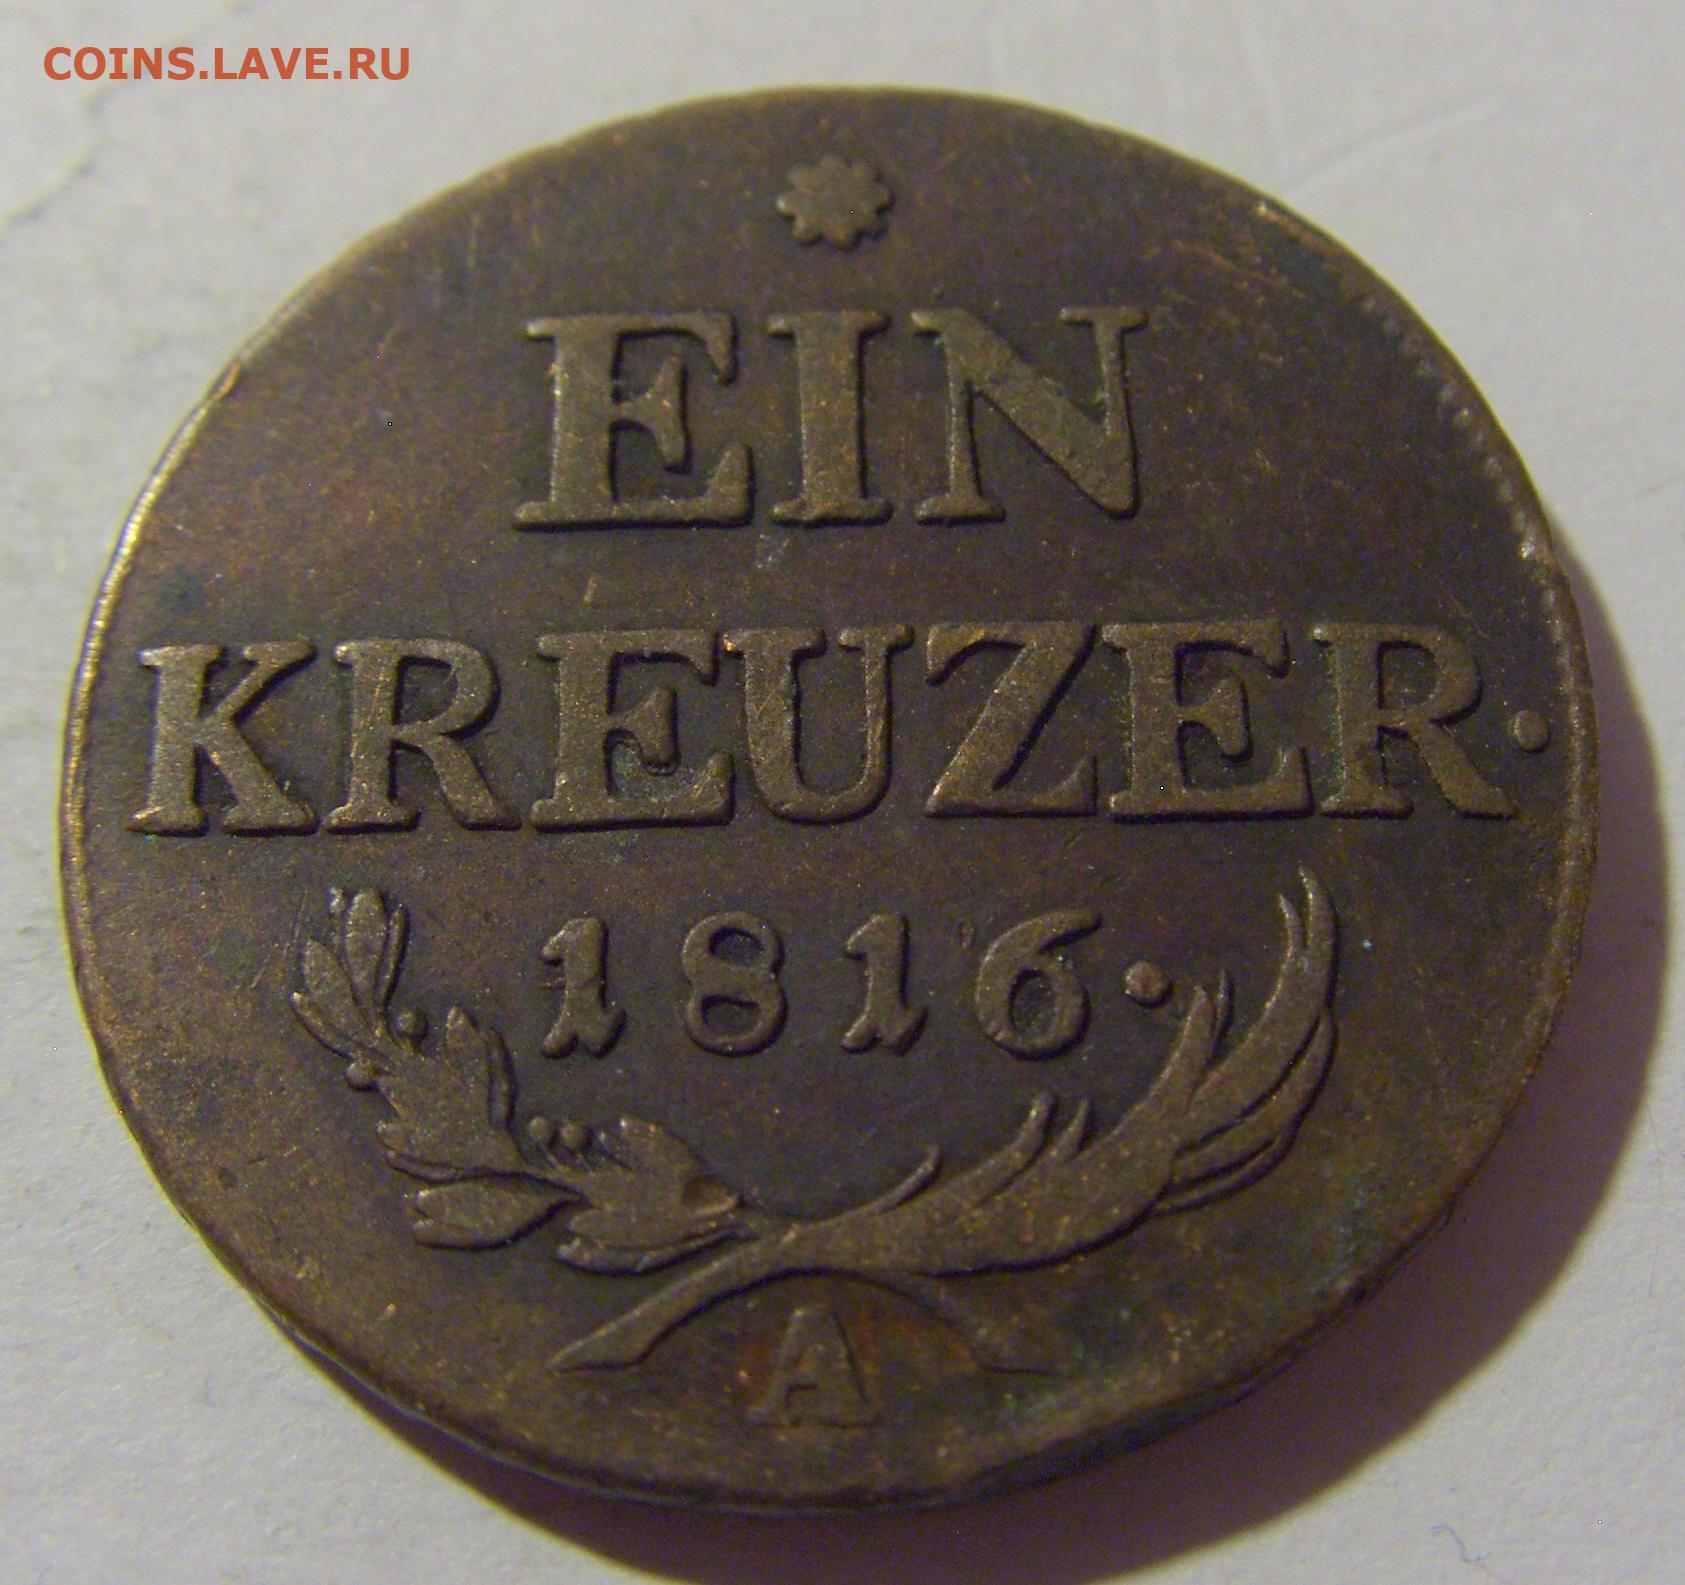 COINS.LAVE.RU
EIN
KREUZER.
1816.
A